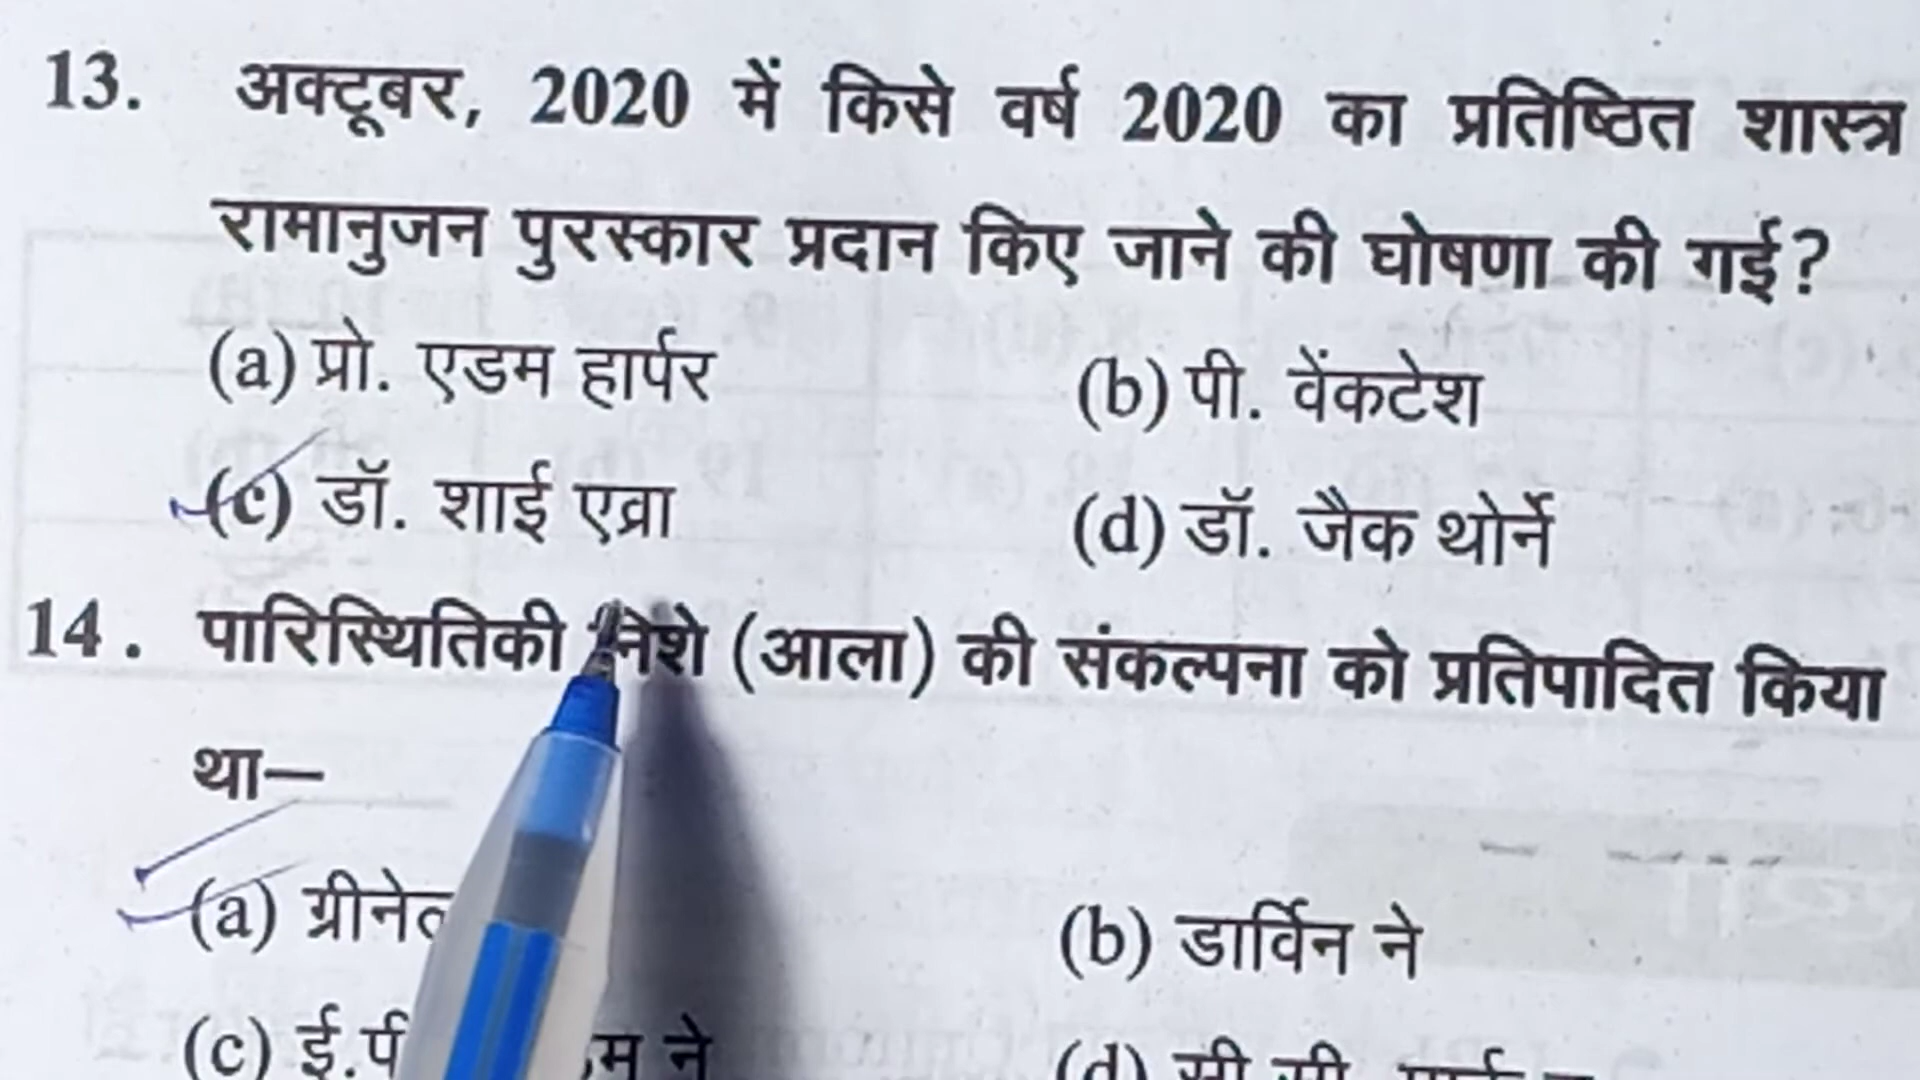 13. अक्टूबर, 2020 में किसे वर्ष 2020 का प्रतिष्ठित शास्त्र
रामानुजन पुरस्कार प्रदान किए जाने की घोषणा की गई?
(a) प्रो. एडम हार्पर (b) पी. वेंकटेश
(c) डॉ. शाई एव्रा (d) डॉ. जैक थोर्ने
14. पारिस्थितिकी निशे (आला) की संकल्पना को प्रतिपादित किया
था—
(a) (b) डार्विन ने
(c) ई.पी ने (d) सी.सी.